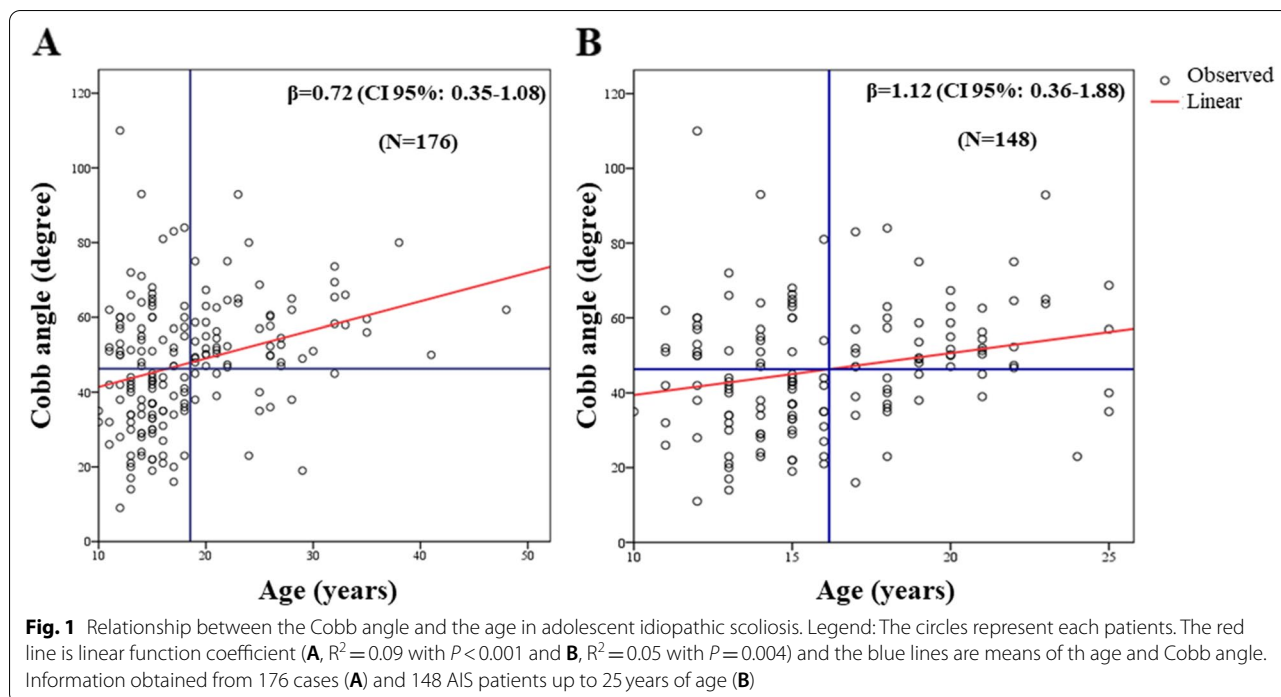 A
B
β=0.72 (CI 95%: 0.35-1.08)
(N=176)
Cobb angle (degree)
120
100
80
60
40
20
0
10
20
30
40
50
Age (years)
β=1.12 (CI 95%: 0.36-1.88)
(N=148)
Cobb angle (degree)
120
100
80
60
40
20
0
10
15
20
25
Age (years)
Observed
Linear
Fig. 1 Relationship between the Cobb angle and the age in adolescent idiopathic scoliosis. Legend: The circles represent each patients. The red
line is linear function coefficient (A, R² = 0.09 with P < 0.001 and B, R² = 0.05 with P = 0.004) and the blue lines are means of th age and Cobb angle.
Information obtained from 176 cases (A) and 148 AIS patients up to 25 years of age (B)